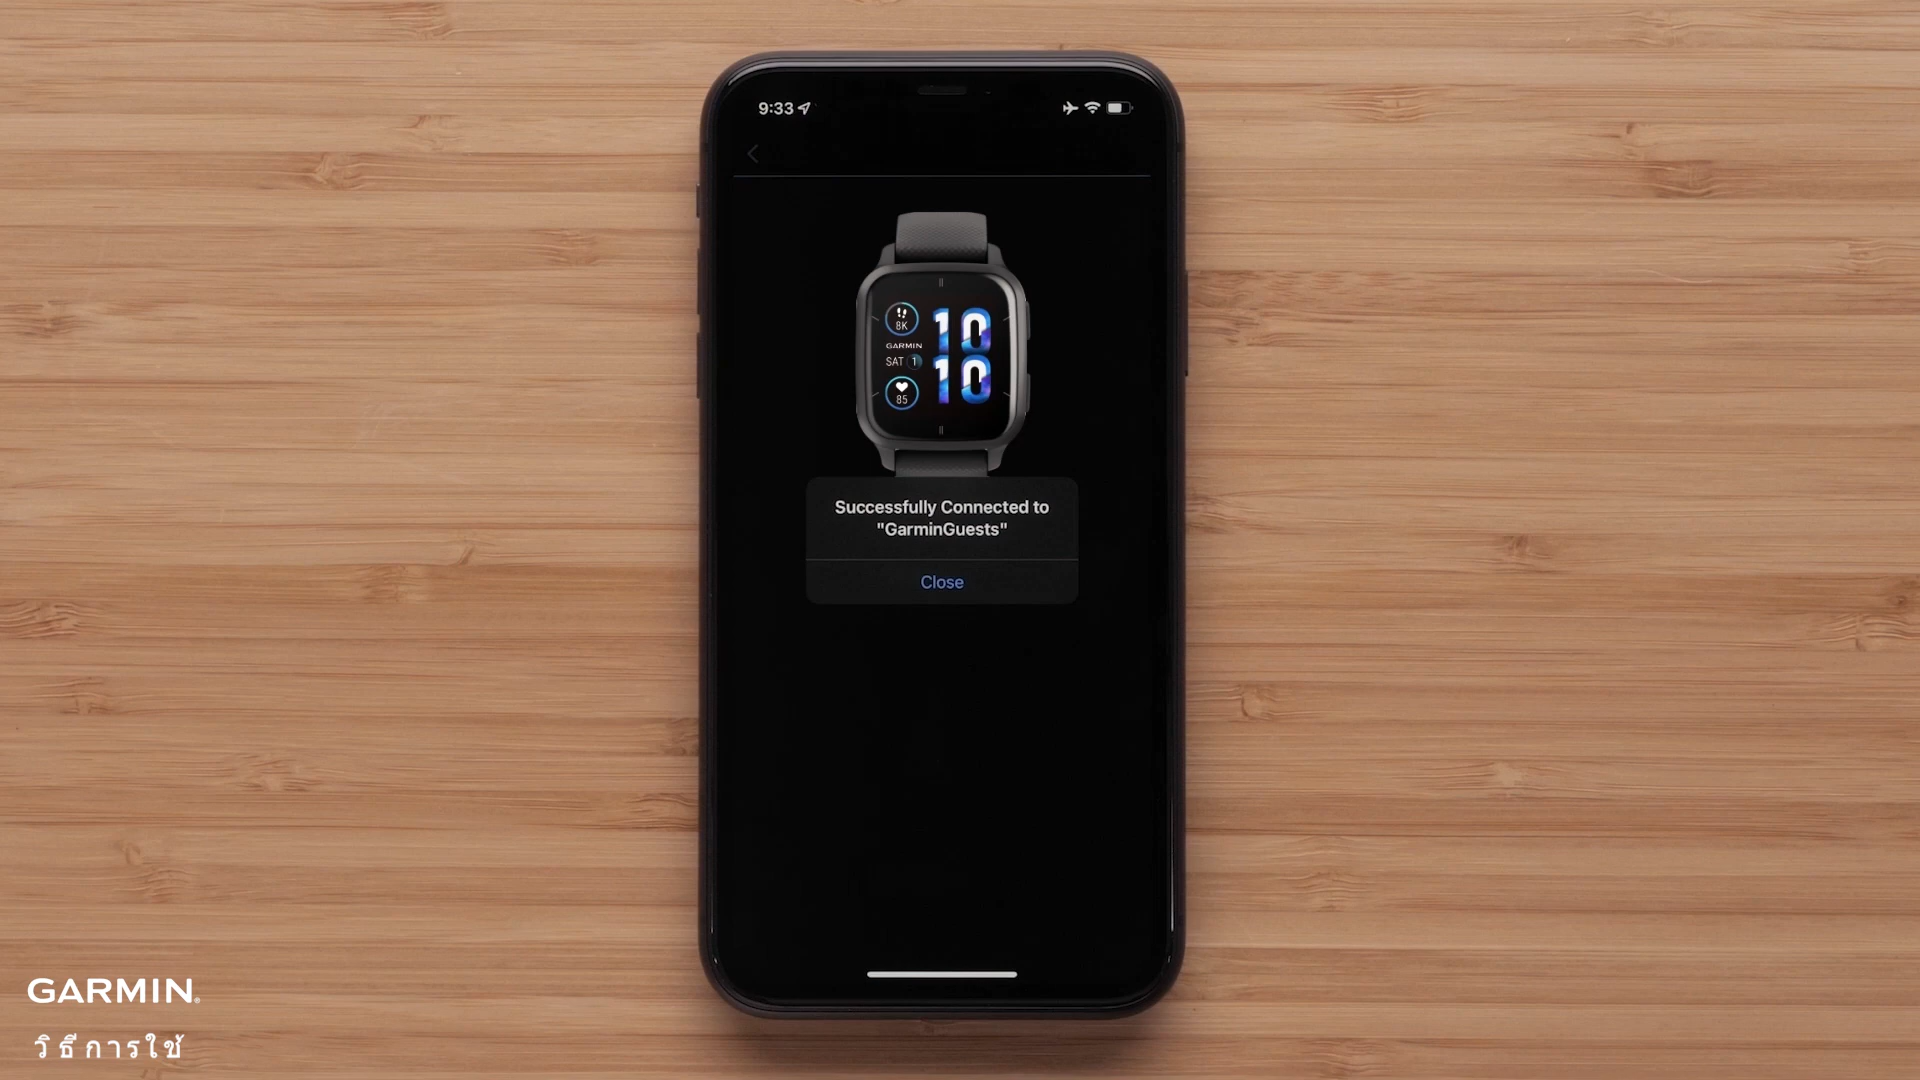 9:33
8K
GARMIN
SAT 1
85
10
10
Successfully Connected to
"GarminGuests"
Close
GARMIN®
วิธีการใช้